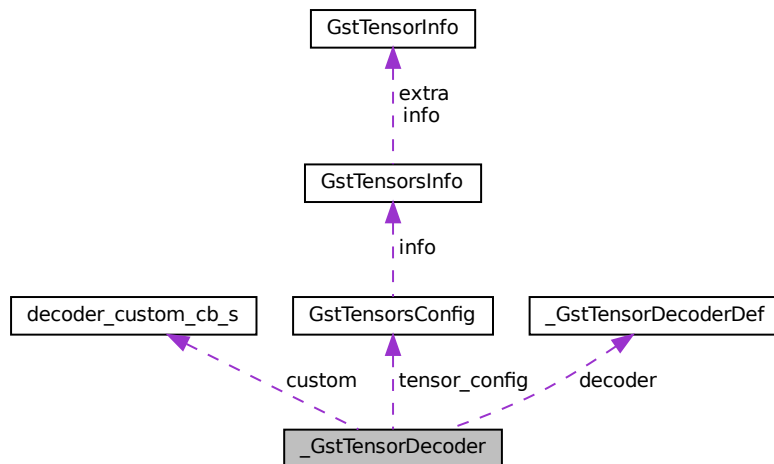 GstTensorInfo
extra
info
GstTensorsInfo
info
decoder_custom_cb_s
GstTensorsConfig
_GstTensorDecoderDef
custom
tensor_config
decoder
_GstTensorDecoder